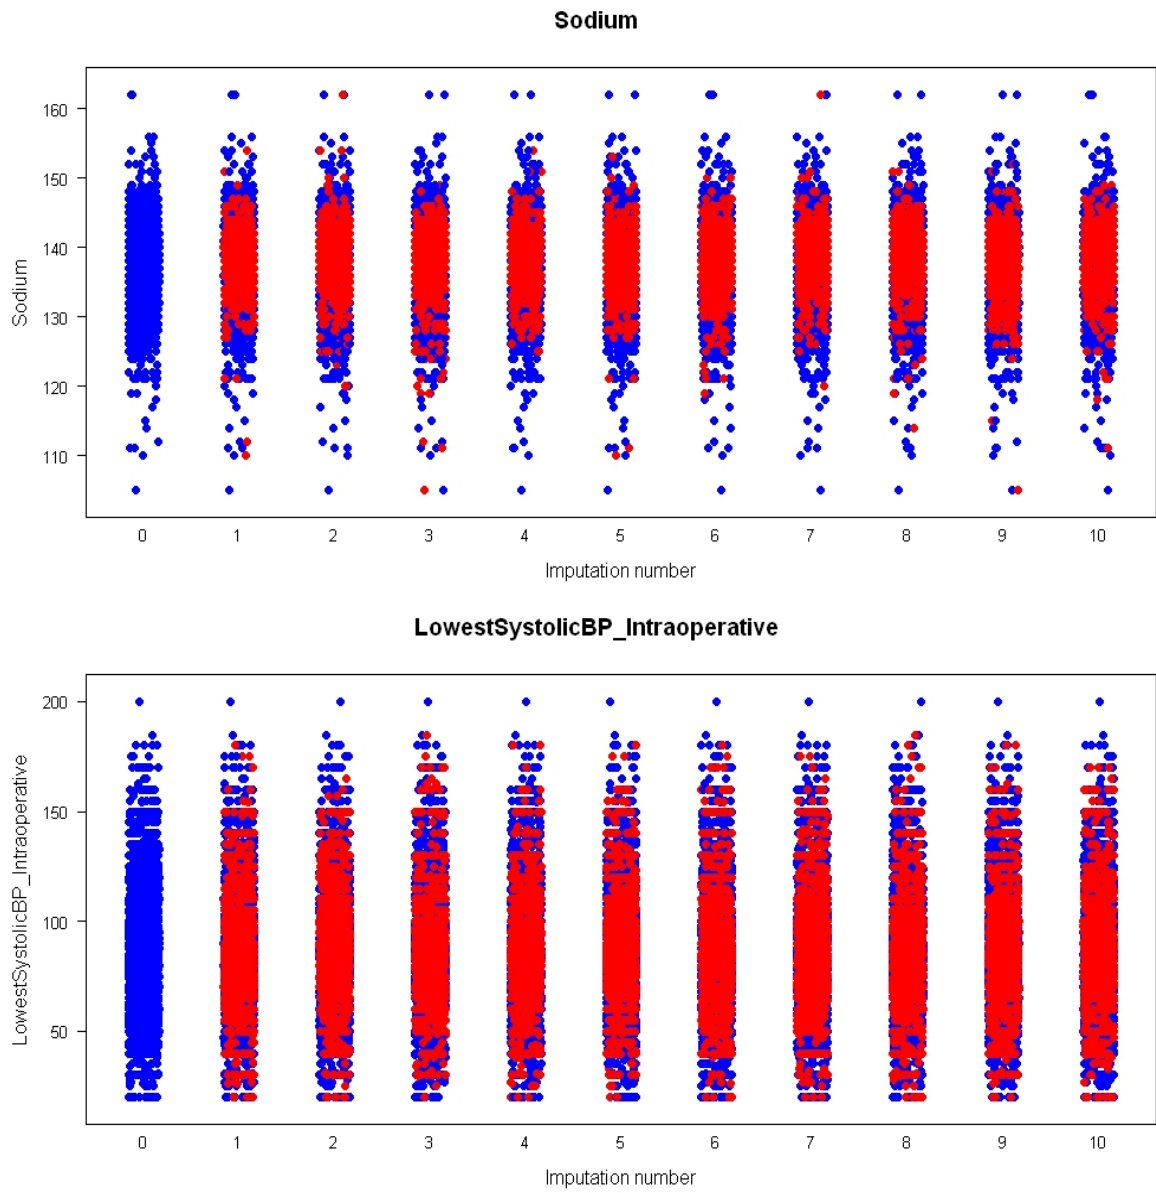 Sodium
Sodium
160
150
140
130
120
110
0 1 2 3 4 5 6 7 8 9 10
Imputation number
LowestSystolicBP_Intraoperative
LowestSystolicBP_Intraoperative
200
150
100
50
0 1 2 3 4 5 6 7 8 9 10
Imputation number